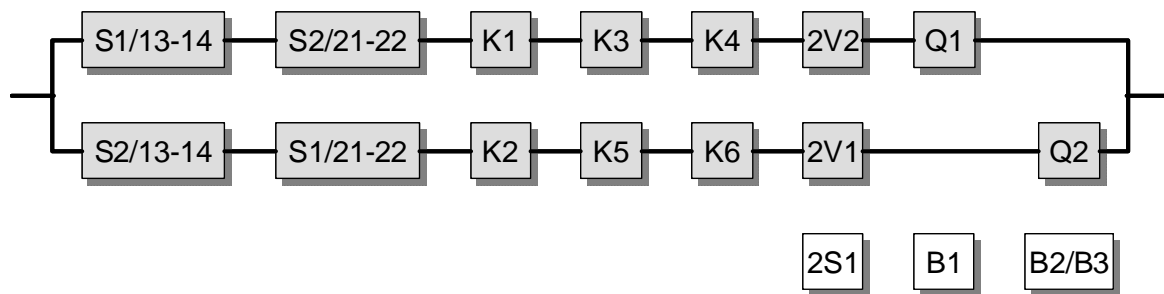 S1/13-14 S2/21-22 K1 K3 K4 2V2 Q1
S2/13-14 S1/21-22 K2 K5 K6 2V1 Q2
2S1 B1 B2/B3